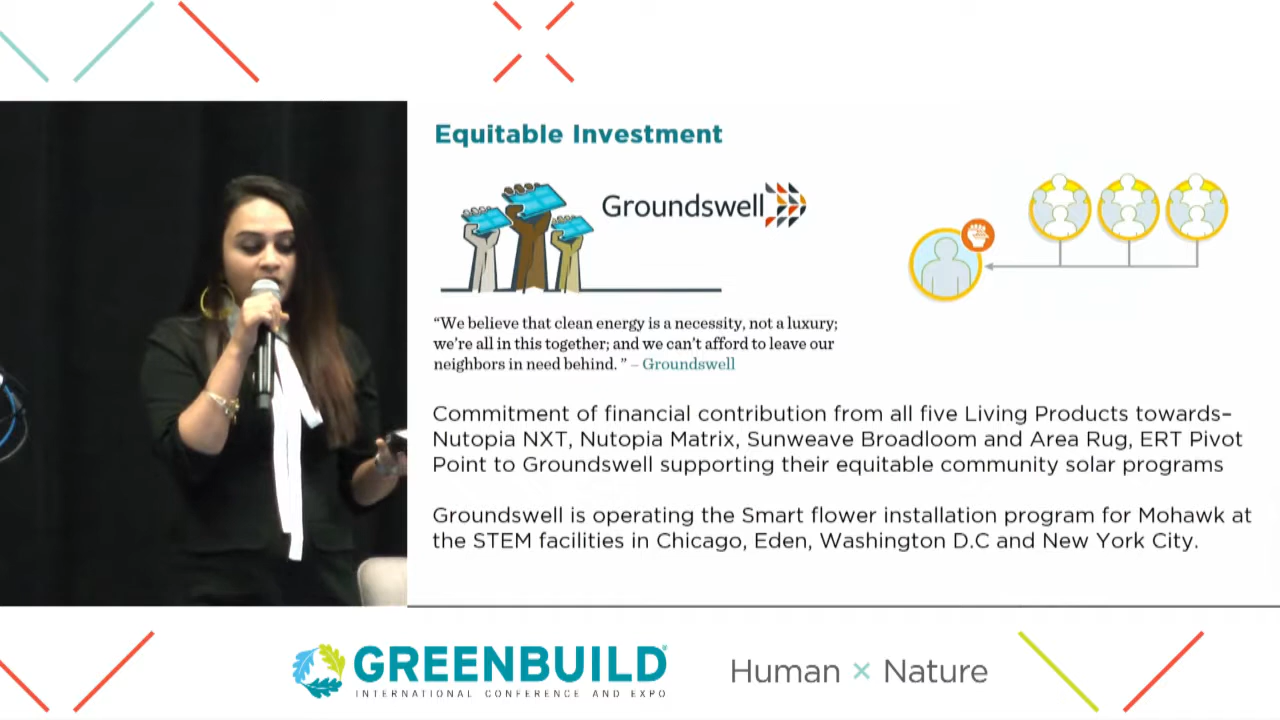 Equitable Investment
Groundswell
“We believe that clean energy is a necessity, not a luxury;
we’re all in this together; and we can’t afford to leave our
neighbors in need behind. ” – Groundswell
Commitment of financial contribution from all five Living Products towards–
Nutopia NXT, Nutopia Matrix, Sunweave Broadloom and Area Rug, ERT Pivot
Point to Groundswell supporting their equitable community solar programs
Groundswell is operating the Smart flower installation program for Mohawk at
the STEM facilities in Chicago, Eden, Washington D.C and New York City.
GREENBUILD
INTERNATIONAL CONFERENCE AND EXPO
Human × Nature